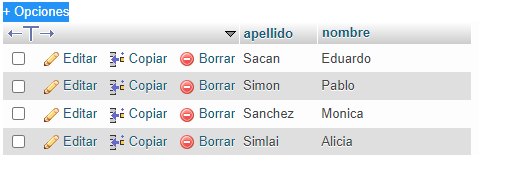 + Opciones
←T→ apellido nombre
Editar Copiar Borrar Sacan Eduardo
Editar Copiar Borrar Simon Pablo
Editar Copiar Borrar Sanchez Monica
Editar Copiar Borrar Simlai Alicia